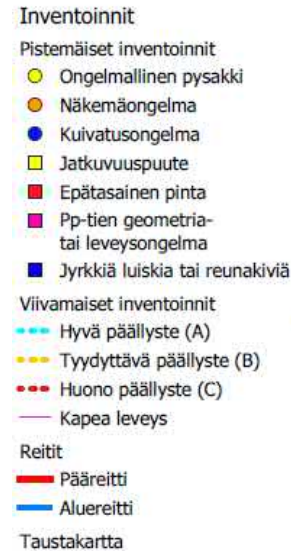 Inventoinnit
Pistemäiset inventoinnit
Ongelmallinen pysakki
Näkemäongelma
Kuivatusongelma
Jatkuvuuspuute
Epätasainen pinta
Pp-tien geometria-
tai leveysongelma
Jyrkkiä luiskia tai reunakiviä
Viivamaiset inventoinnit
Hyvä päällyste (A)
Tyydyttävä päällyste (B)
Huono päällyste (C)
Kapea leveys
Reitit
Pääreitti
Aluereitti
Taustakartta